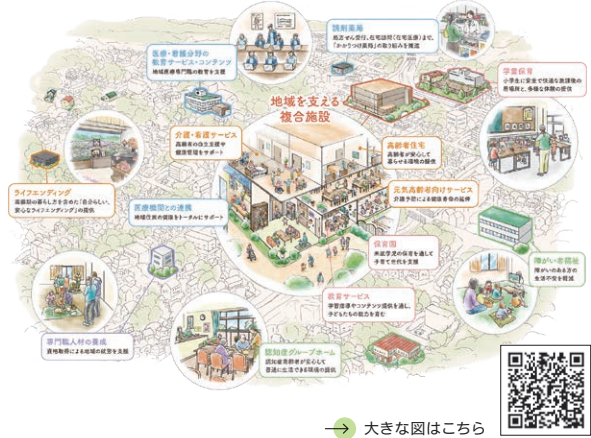 医療・看護分野の
教育サービス・コンテンツ
地域医療専門職の教育を支援
調剤薬局
処方せん受付、在宅訪問(在宅医療)まで、
「かかりつけ薬局」の取り組みを推進
学童保育
小学生に安全で快適な放課後の
居場所と、多様な体験の提供
地域を支える
複合施設
介護・看護サービス
高齢者の自立支援や
健康管理をサポート
高齢者住宅
高齢者が安心して
暮らせる環境の提供
ライフエンディング
高齢期の暮らし方を含めた「自分らしい、
安心なライフエンディング」の提供
医療機関との連携
地域住民の健康をトータルにサポート
元気高齢者向けサービス
介護予防による健康寿命の延伸
保育園
未就学児の保育を通して
子育て世代を支援
障がい者福祉
障がいのある方の
生活不安を軽減
教育サービス
学習指導やコンテンツ提供を通し、
子どもたちの能力を育む
専門職人材の養成
資格取得による地域の就労を支援
認知症グループホーム
認知症高齢者が安心して
普通に生活できる環境の提供
→ 大きな図はこちら